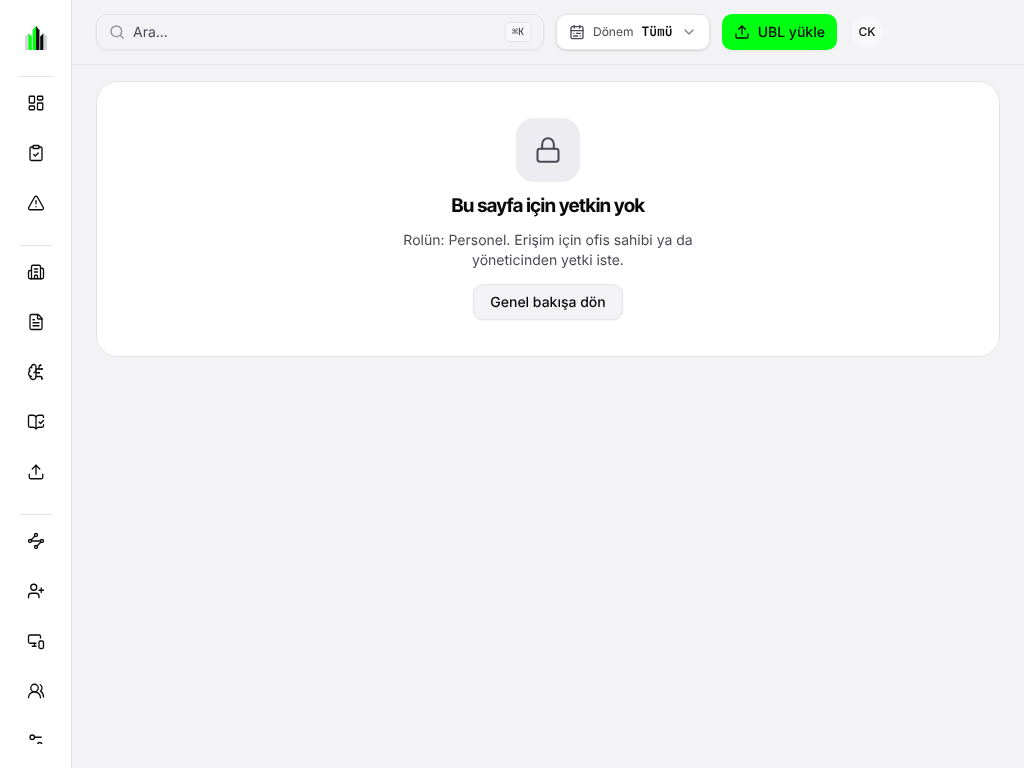 Ara...
⌘K
Dönem Tümü
UBL yükle
CK
Bu sayfa için yetkin yok
Rolün: Personel. Erişim için ofis sahibi ya da
yöneticinden yetki iste.
Genel bakışa dön